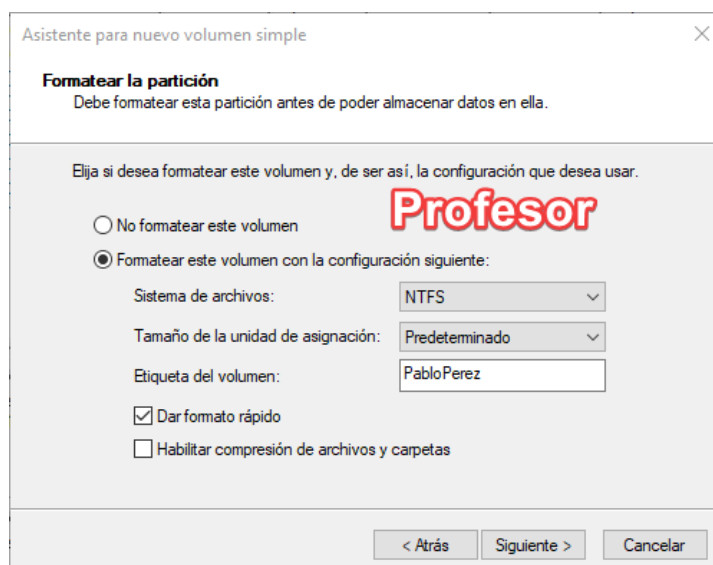 Asistente para nuevo volumen simple
Formatear la partición
Debe formatear esta partición antes de poder almacenar datos en ella.
Elija si desea formatear este volumen y, de ser así, la configuración que desea usar.
Profesor
No formatear este volumen
Formatear este volumen con la configuración siguiente:
Sistema de archivos: NTFS
Tamaño de la unidad de asignación: Predeterminado
Etiqueta del volumen: PabloPerez
Dar formato rápido
Habilitar compresión de archivos y carpetas
< Atrás Siguiente > Cancelar